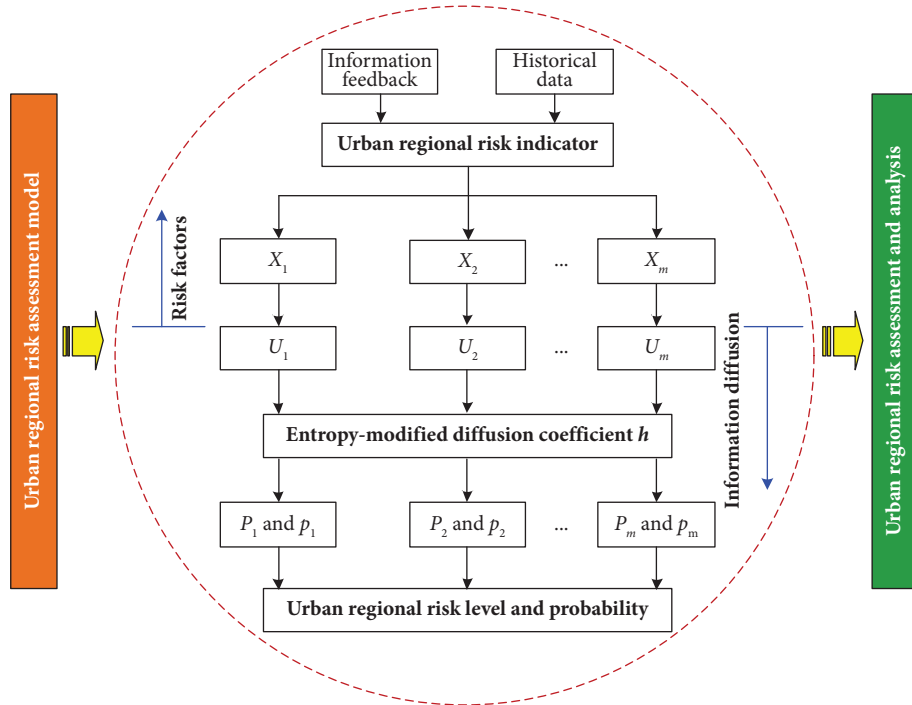 Urban regional risk assessment model
Information
feedback
Historical
data
Urban regional risk indicator
Risk factors
X₁
X₂
...
Xₘ
U₁
U₂
...
Uₘ
Entropy-modified diffusion coefficient h
Information diffusion
P₁ and p₁
P₂ and p₂
...
Pₘ and pₘ
Urban regional risk level and probability
Urban regional risk assessment and analysis